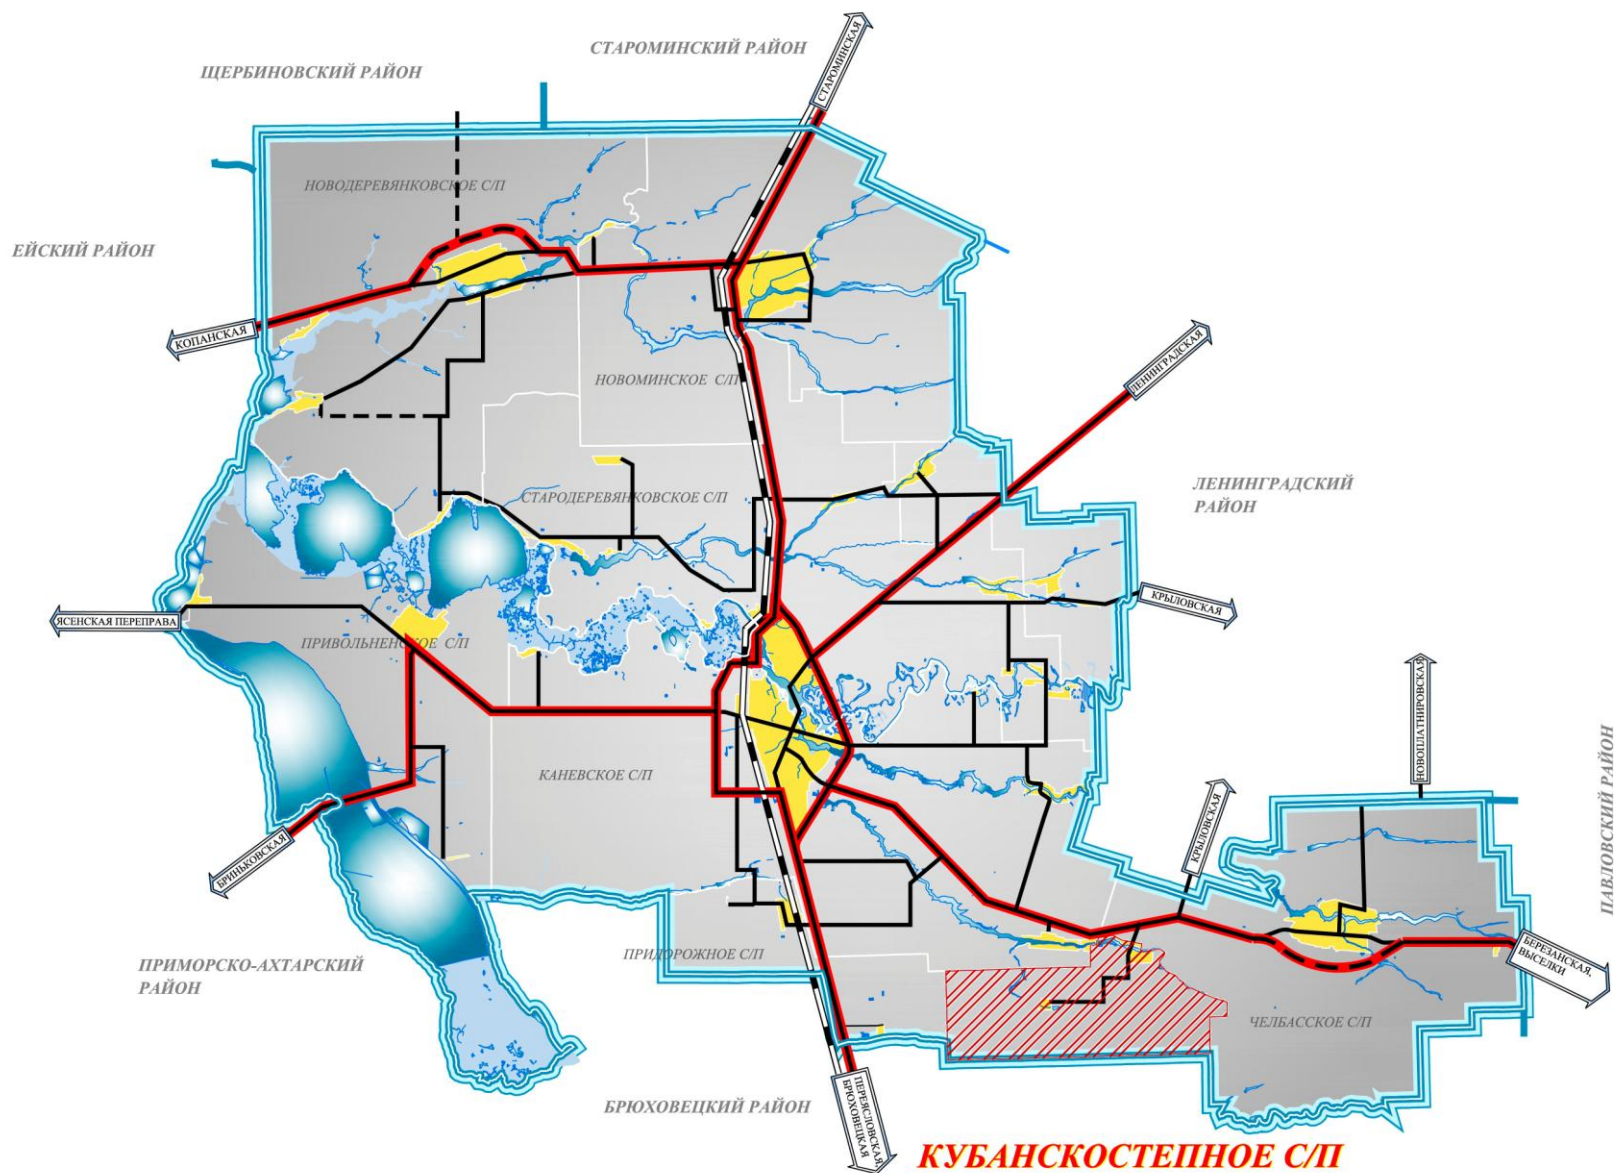 СТАРОМИНСКИЙ РАЙОН
СТАРОМИНСКАЯ
ЩЕРБИНОВСКИЙ РАЙОН
НОВОДЕРЕВЯНКОВСКОЕ С/П
ЕЙСКИЙ РАЙОН
КОПАНСКАЯ
ЛЕНИНГРАДСКАЯ
НОВОМИНСКОЕ С/П
ЛЕНИНГРАДСКИЙ
РАЙОН
СТАРОДЕРЕВЯНКОВСКОЕ С/П
КРЫЛОВСКАЯ
ЯСЕНСКАЯ ПЕРЕПРАВА
ПРИВОЛЬНЕНСКОЕ С/П
НОВОПЛАТНИРОВСКАЯ
ПАВЛОВСКИЙ РАЙОН
КАНЕВСКОЕ С/П
КРЫЛОВСКАЯ
БРИНЬКОВСКАЯ
ПРИДОРОЖНОЕ С/П
БЕРЕЗАНСКАЯ,
ВЫСЕЛКИ
ПРИМОРСКО-АХТАРСКИЙ
РАЙОН
ЧЕЛБАССКОЕ С/П
ПЕРЕЯСЛОВСКАЯ,
БРЮХОВЕЦКАЯ
БРЮХОВЕЦКИЙ РАЙОН
КУБАНСКОСТЕПНОЕ С/П